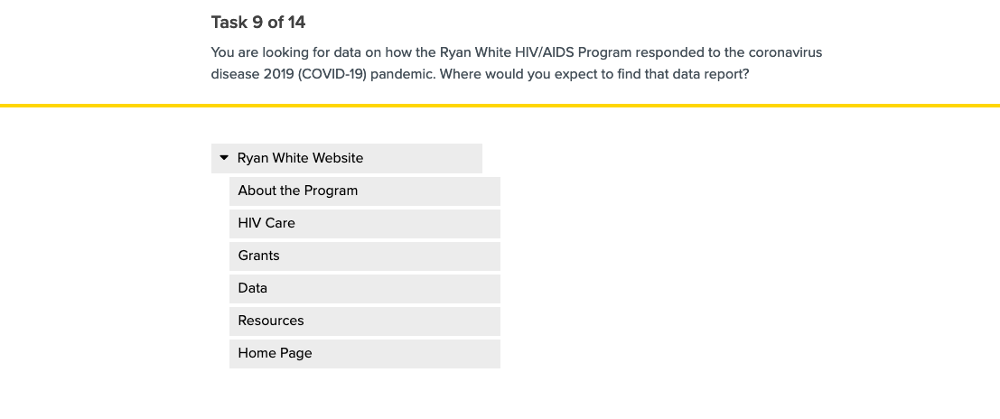 Task 9 of 14
You are looking for data on how the Ryan White HIV/AIDS Program responded to the coronavirus
disease 2019 (COVID-19) pandemic. Where would you expect to find that data report?
Ryan White Website
About the Program
HIV Care
Grants
Data
Resources
Home Page